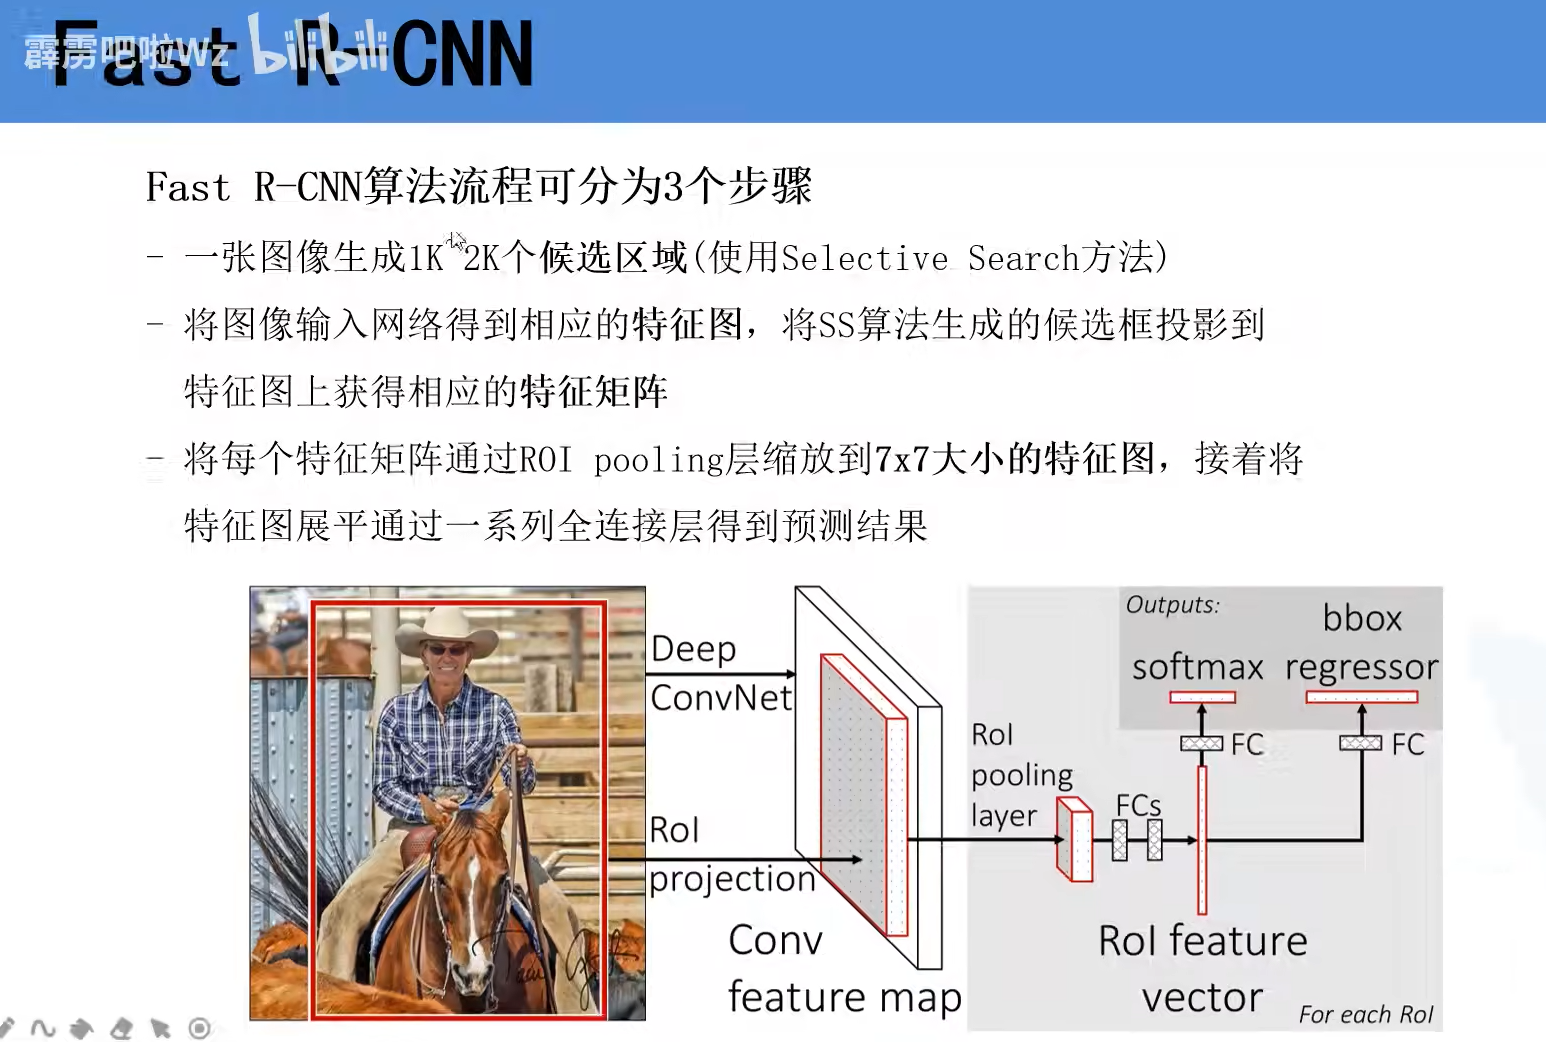 Fast R-CNN
霹雳吧啦Wz bilibili
Fast R-CNN算法流程可分为3个步骤
- 一张图像生成1K~2K个候选区域(使用Selective Search方法)
- 将图像输入网络得到相应的特征图，将SS算法生成的候选框投影到
特征图上获得相应的特征矩阵
- 将每个特征矩阵通过ROI pooling层缩放到7x7大小的特征图，接着将
特征图展平通过一系列全连接层得到预测结果
Deep
ConvNet
RoI
projection
Conv
feature map
RoI
pooling
layer
FCs
Outputs:
softmax
bbox
regressor
FC
FC
RoI feature
vector
For each RoI